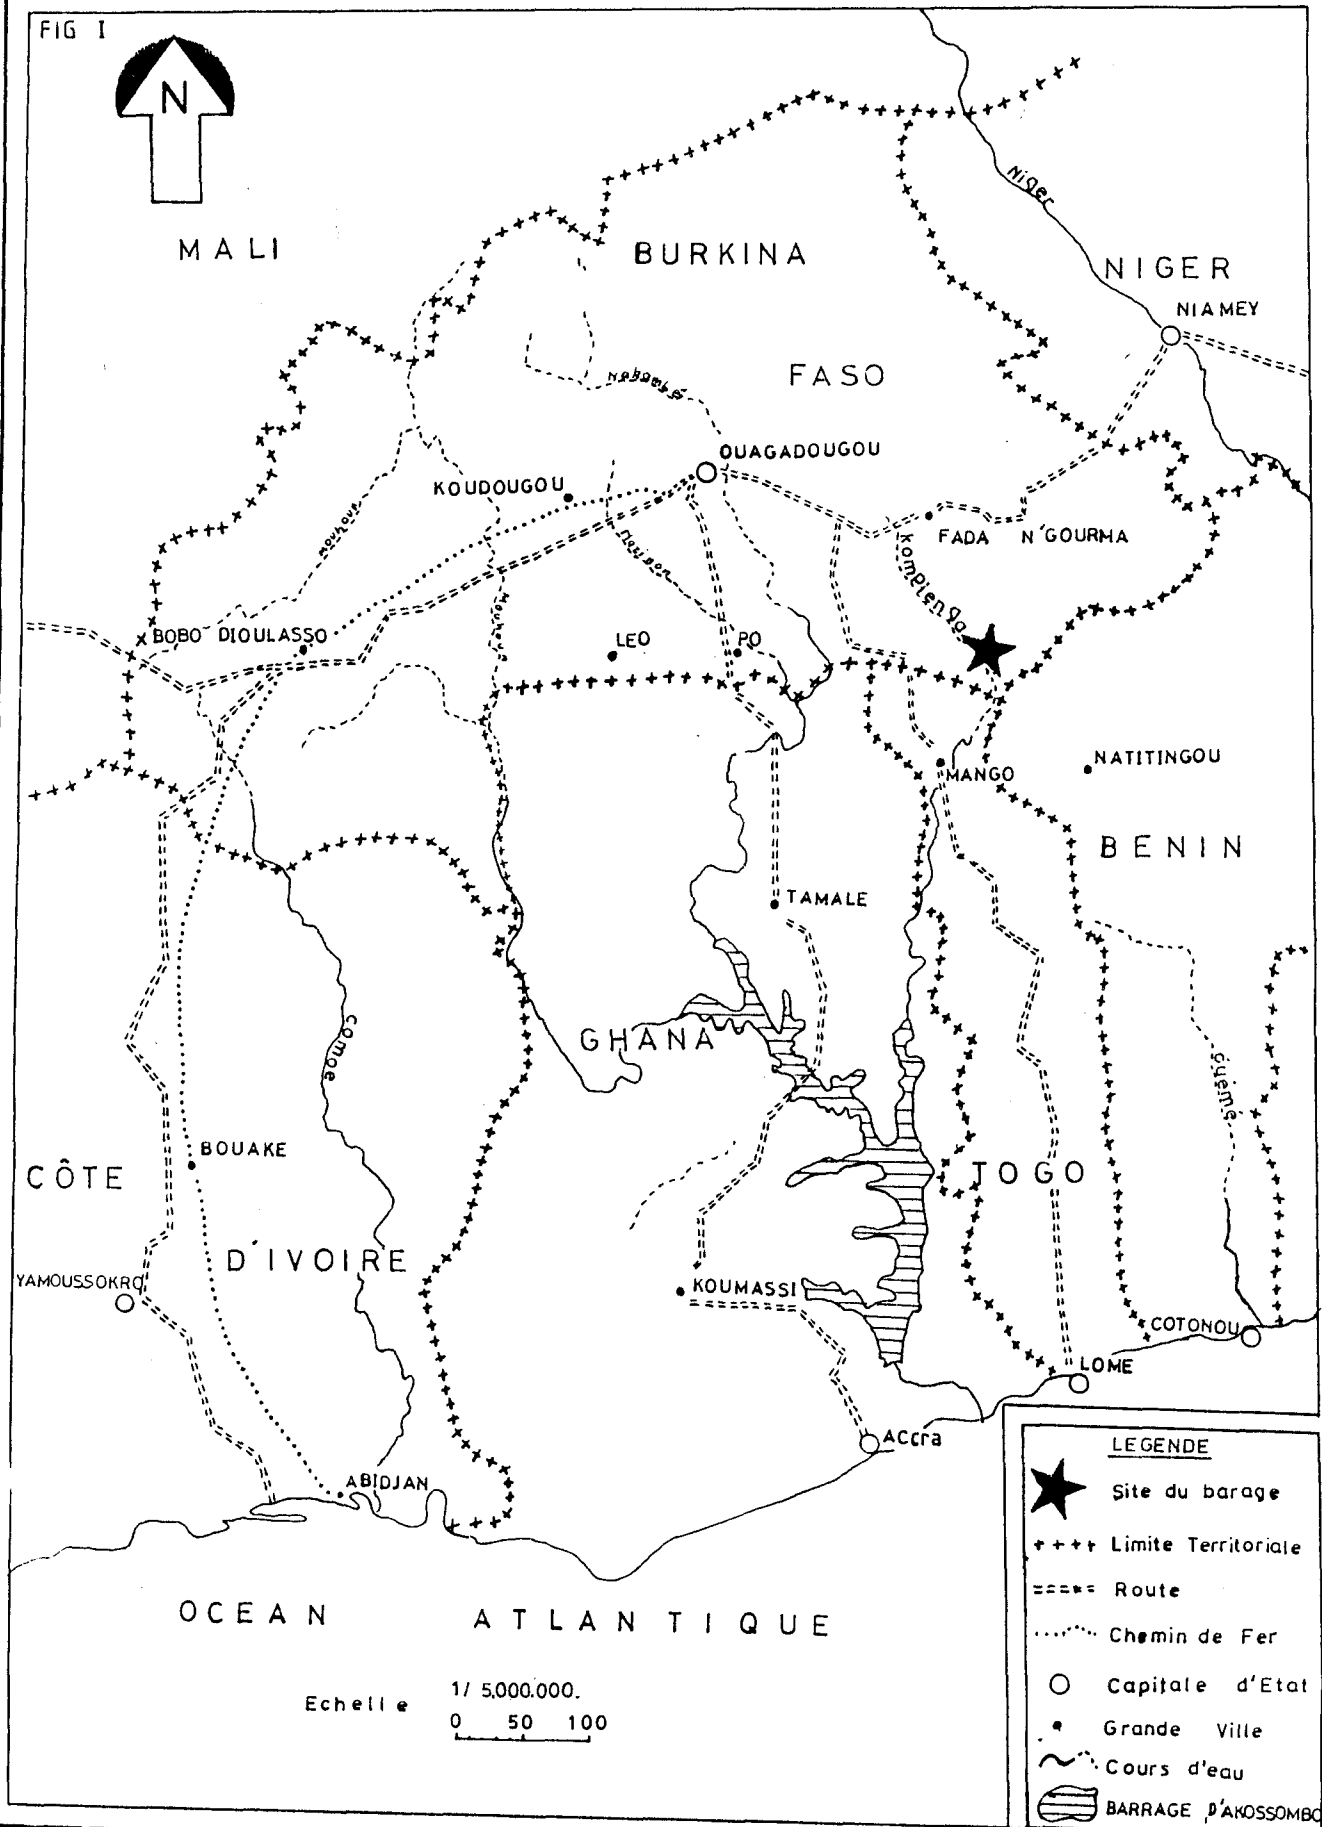 FIG I
N
MALI
BURKINA
Niger
NIGER
NIAMEY
FASO
OUAGADOUGOU
KOUDOUGOU
FADA N'GOURMA
Mouhoun
Nazinon
Kompienga
BOBO DIOULASSO
LEO
PO
NATITINGOU
MANGO
BENIN
TAMALE
GHANA
Comoe
BOUAKE
CÔTE
TOGO
D'IVOIRE
YAMOUSSOKRO
KOUMASSI
COTONOU
LOME
Accra
ABIDJAN
LEGENDE
Site du barage
Limite Territoriale
Route
Chemin de Fer
Capitale d'Etat
Grande Ville
Cours d'eau
BARRAGE D'AKOSSOMBO
OCEAN ATLANTIQUE
Echelle 1/ 5.000.000.
0 50 100